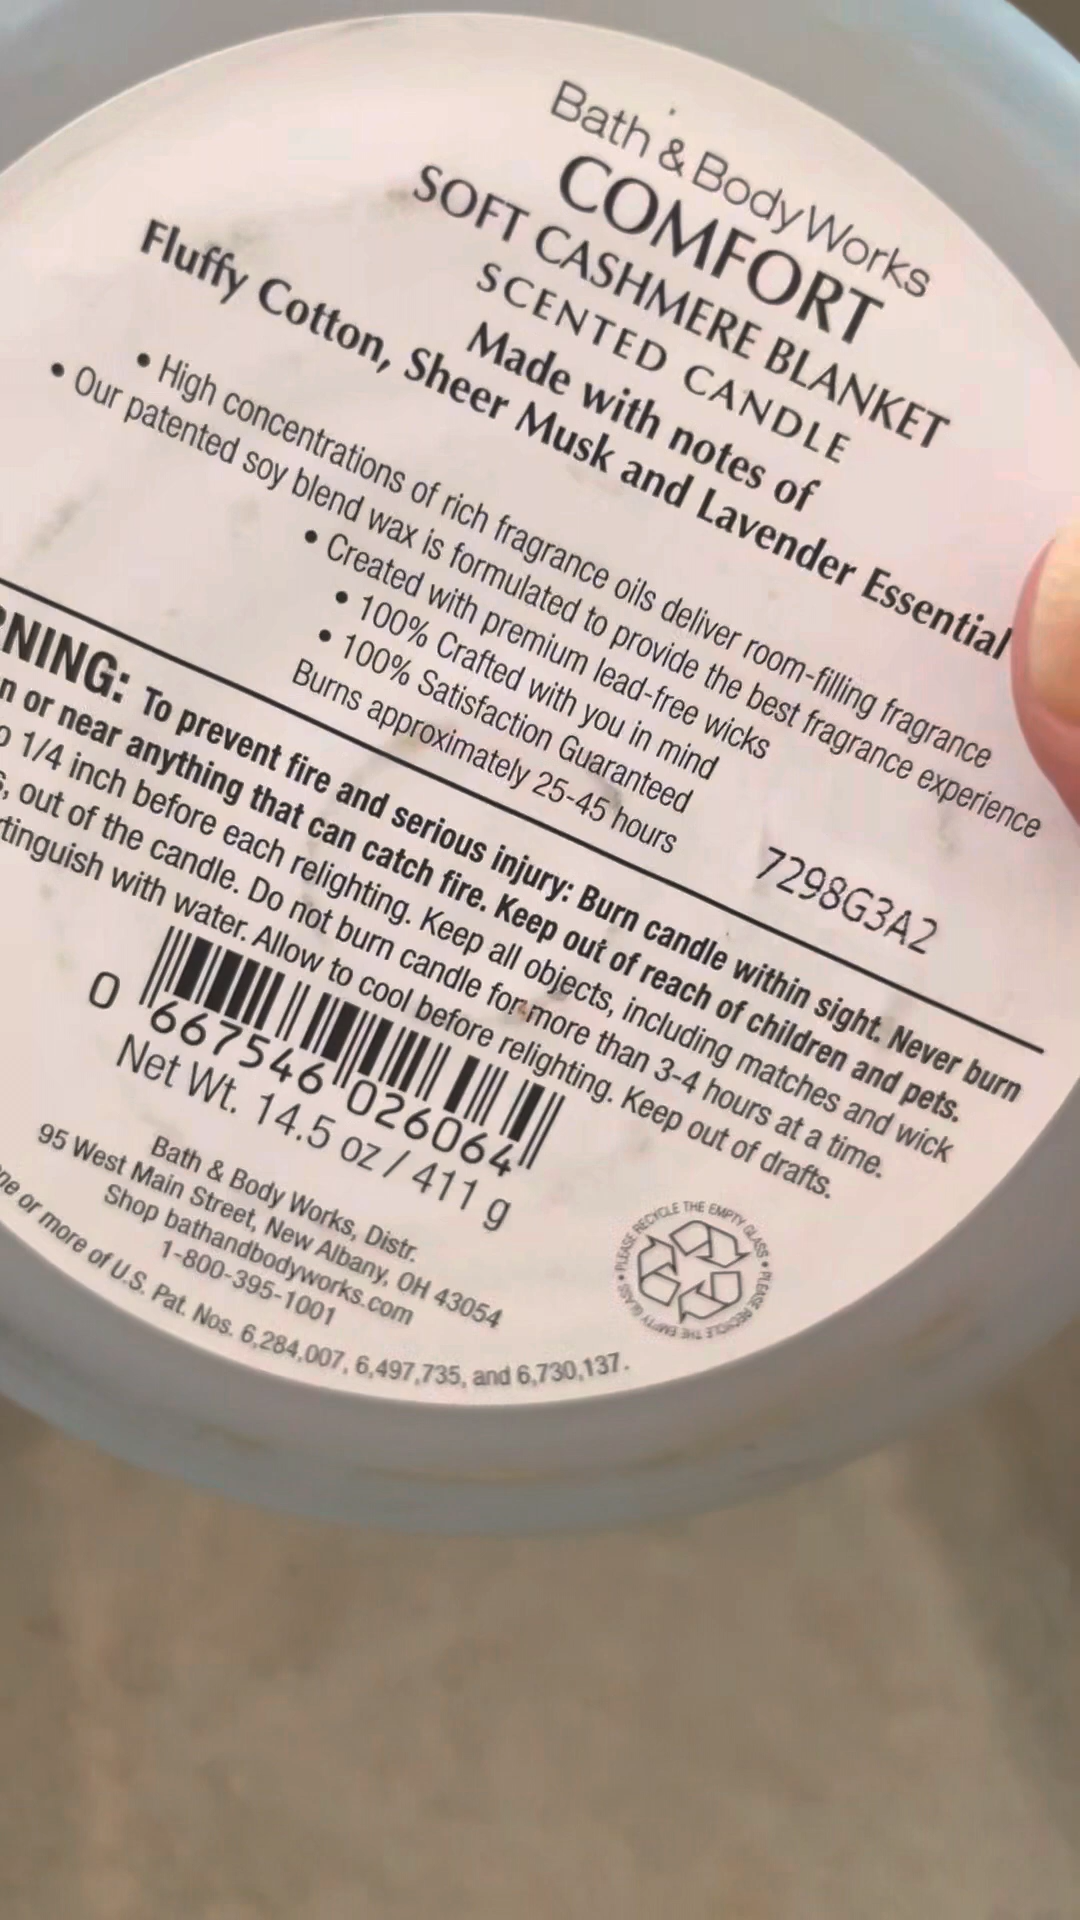 Bath & Body Works
COMFORT
SOFT CASHMERE BLANKET
SCENTED CANDLE
Made with notes of
Fluffy Cotton, Sheer Musk and Lavender Essential
• High concentrations of rich fragrance oils deliver room-filling fragrance
• Our patented soy blend wax is formulated to provide the best fragrance experience
• Created with premium lead-free wicks
• 100% Crafted with you in mind
• 100% Satisfaction Guaranteed
Burns approximately 25-45 hours
7298G3A2
To prevent fire and serious injury: Burn candle within sight. Never burn
or near anything that can catch fire. Keep out of reach of children and pets.
1/4 inch before each relighting. Keep all objects, including matches and wick
out of the candle. Do not burn candle for more than 3-4 hours at a time.
with water. Allow to cool before relighting. Keep out of drafts.
0 667546 026064
Net Wt. 14.5 oz / 411 g
Bath & Body Works, Distr.
95 West Main Street, New Albany, OH 43054
Shop bathandbodyworks.com
1-800-395-1001
or more of U.S. Pat. Nos. 6,284,007, 6,497,735, and 6,730,137.
PLEASE RECYCLE THE EMPTY GLASS • PLEASE RECYCLE THE EMPTY GLASS •